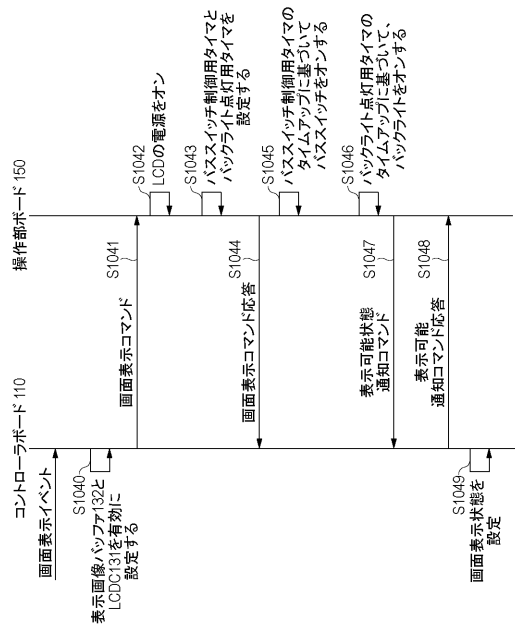 コントローラボード 110
操作部ボード 150
画面表示イベント
S1040
表示画像バッファ132と
LCDC131を有効に
設定する
画面表示コマンド
S1041
S1042
LCDの電源をオン
S1043
バススイッチ制御用タイマと
バックライト点灯用タイマを
設定する
画面表示コマンド応答
S1044
S1045
バススイッチ制御用タイマの
タイムアップに基づいて
バススイッチをオンする
S1046
バックライト点灯用タイマの
タイムアップに基づいて、
バックライトをオンする
表示可能状態
通知コマンド
S1047
表示可能
通知コマンド応答
S1048
S1049
画面表示状態を
設定